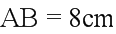 AB = 8cm